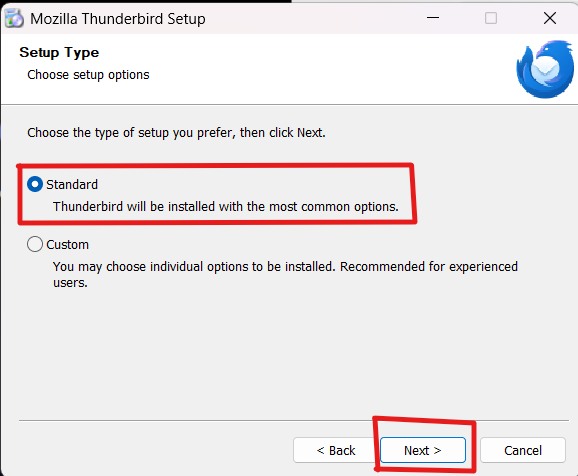 Mozilla Thunderbird Setup
Setup Type
Choose setup options
Choose the type of setup you prefer, then click Next.
Standard
Thunderbird will be installed with the most common options.
Custom
You may choose individual options to be installed. Recommended for experienced
users.
< Back
Next >
Cancel